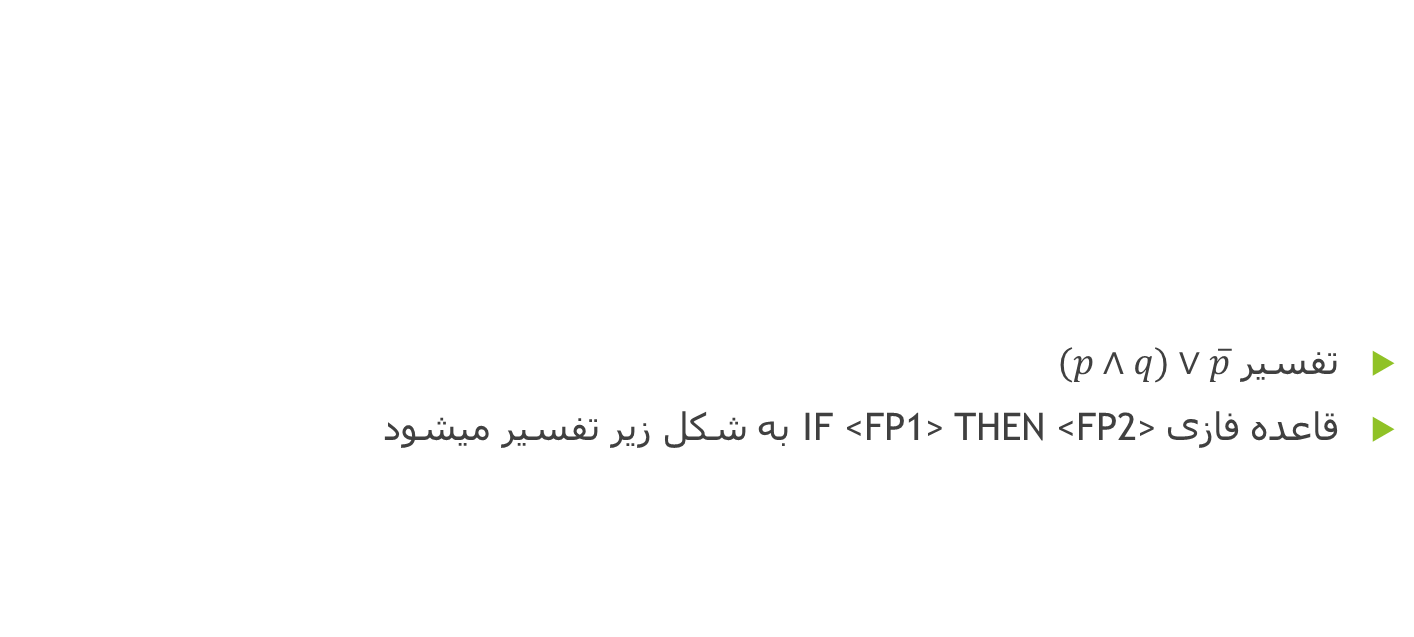 تفسیر (p ∧ q) ∨ p̄
قاعده فازی IF <FP1> THEN <FP2> به شکل زیر تفسیر میشود